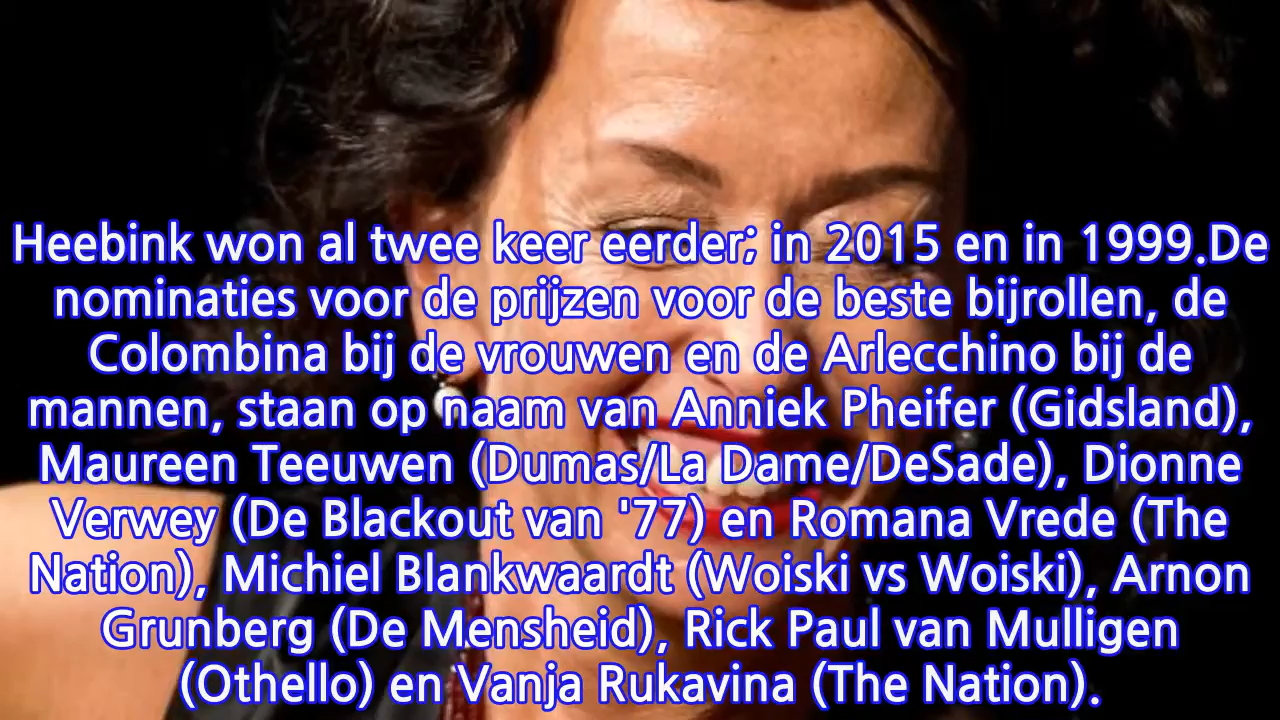 Heebink won al twee keer eerder; in 2015 en in 1999.De
nominaties voor de prijzen voor de beste bijrollen, de
Colombina bij de vrouwen en de Arlecchino bij de
mannen, staan op naam van Anniek Pheifer (Gidsland),
Maureen Teeuwen (Dumas/La Dame/DeSade), Dionne
Verwey (De Blackout van '77) en Romana Vrede (The
Nation), Michiel Blankwaardt (Woiski vs Woiski), Arnon
Grunberg (De Mensheid), Rick Paul van Mulligen
(Othello) en Vanja Rukavina (The Nation).